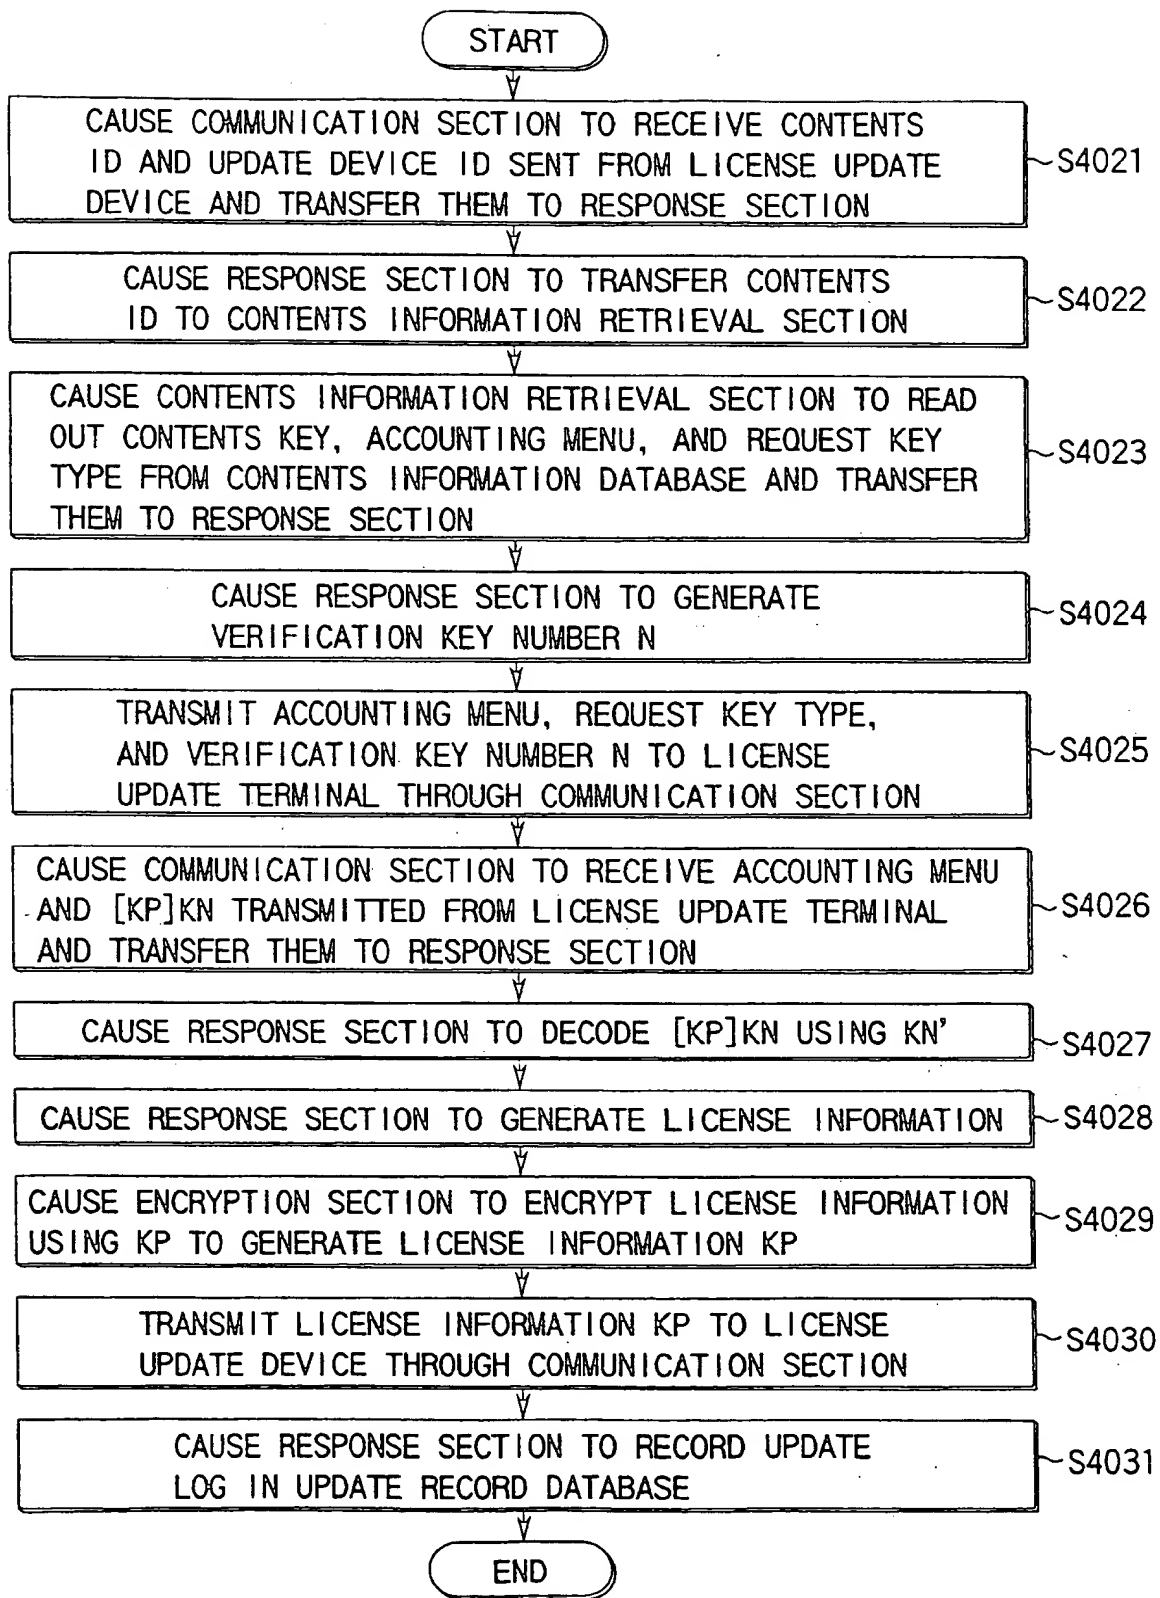 START
CAUSE COMMUNICATION SECTION TO RECEIVE CONTENTS
ID AND UPDATE DEVICE ID SENT FROM LICENSE UPDATE
DEVICE AND TRANSFER THEM TO RESPONSE SECTION
S4021
CAUSE RESPONSE SECTION TO TRANSFER CONTENTS
ID TO CONTENTS INFORMATION RETRIEVAL SECTION
S4022
CAUSE CONTENTS INFORMATION RETRIEVAL SECTION TO READ
OUT CONTENTS KEY, ACCOUNTING MENU, AND REQUEST KEY
TYPE FROM CONTENTS INFORMATION DATABASE AND TRANSFER
THEM TO RESPONSE SECTION
S4023
CAUSE RESPONSE SECTION TO GENERATE
VERIFICATION KEY NUMBER N
S4024
TRANSMIT ACCOUNTING MENU, REQUEST KEY TYPE,
AND VERIFICATION KEY NUMBER N TO LICENSE
UPDATE TERMINAL THROUGH COMMUNICATION SECTION
S4025
CAUSE COMMUNICATION SECTION TO RECEIVE ACCOUNTING MENU
AND [KP]KN TRANSMITTED FROM LICENSE UPDATE TERMINAL
AND TRANSFER THEM TO RESPONSE SECTION
S4026
CAUSE RESPONSE SECTION TO DECODE [KP]KN USING KN'
S4027
CAUSE RESPONSE SECTION TO GENERATE LICENSE INFORMATION
S4028
CAUSE ENCRYPTION SECTION TO ENCRYPT LICENSE INFORMATION
USING KP TO GENERATE LICENSE INFORMATION KP
S4029
TRANSMIT LICENSE INFORMATION KP TO LICENSE
UPDATE DEVICE THROUGH COMMUNICATION SECTION
S4030
CAUSE RESPONSE SECTION TO RECORD UPDATE
LOG IN UPDATE RECORD DATABASE
S4031
END